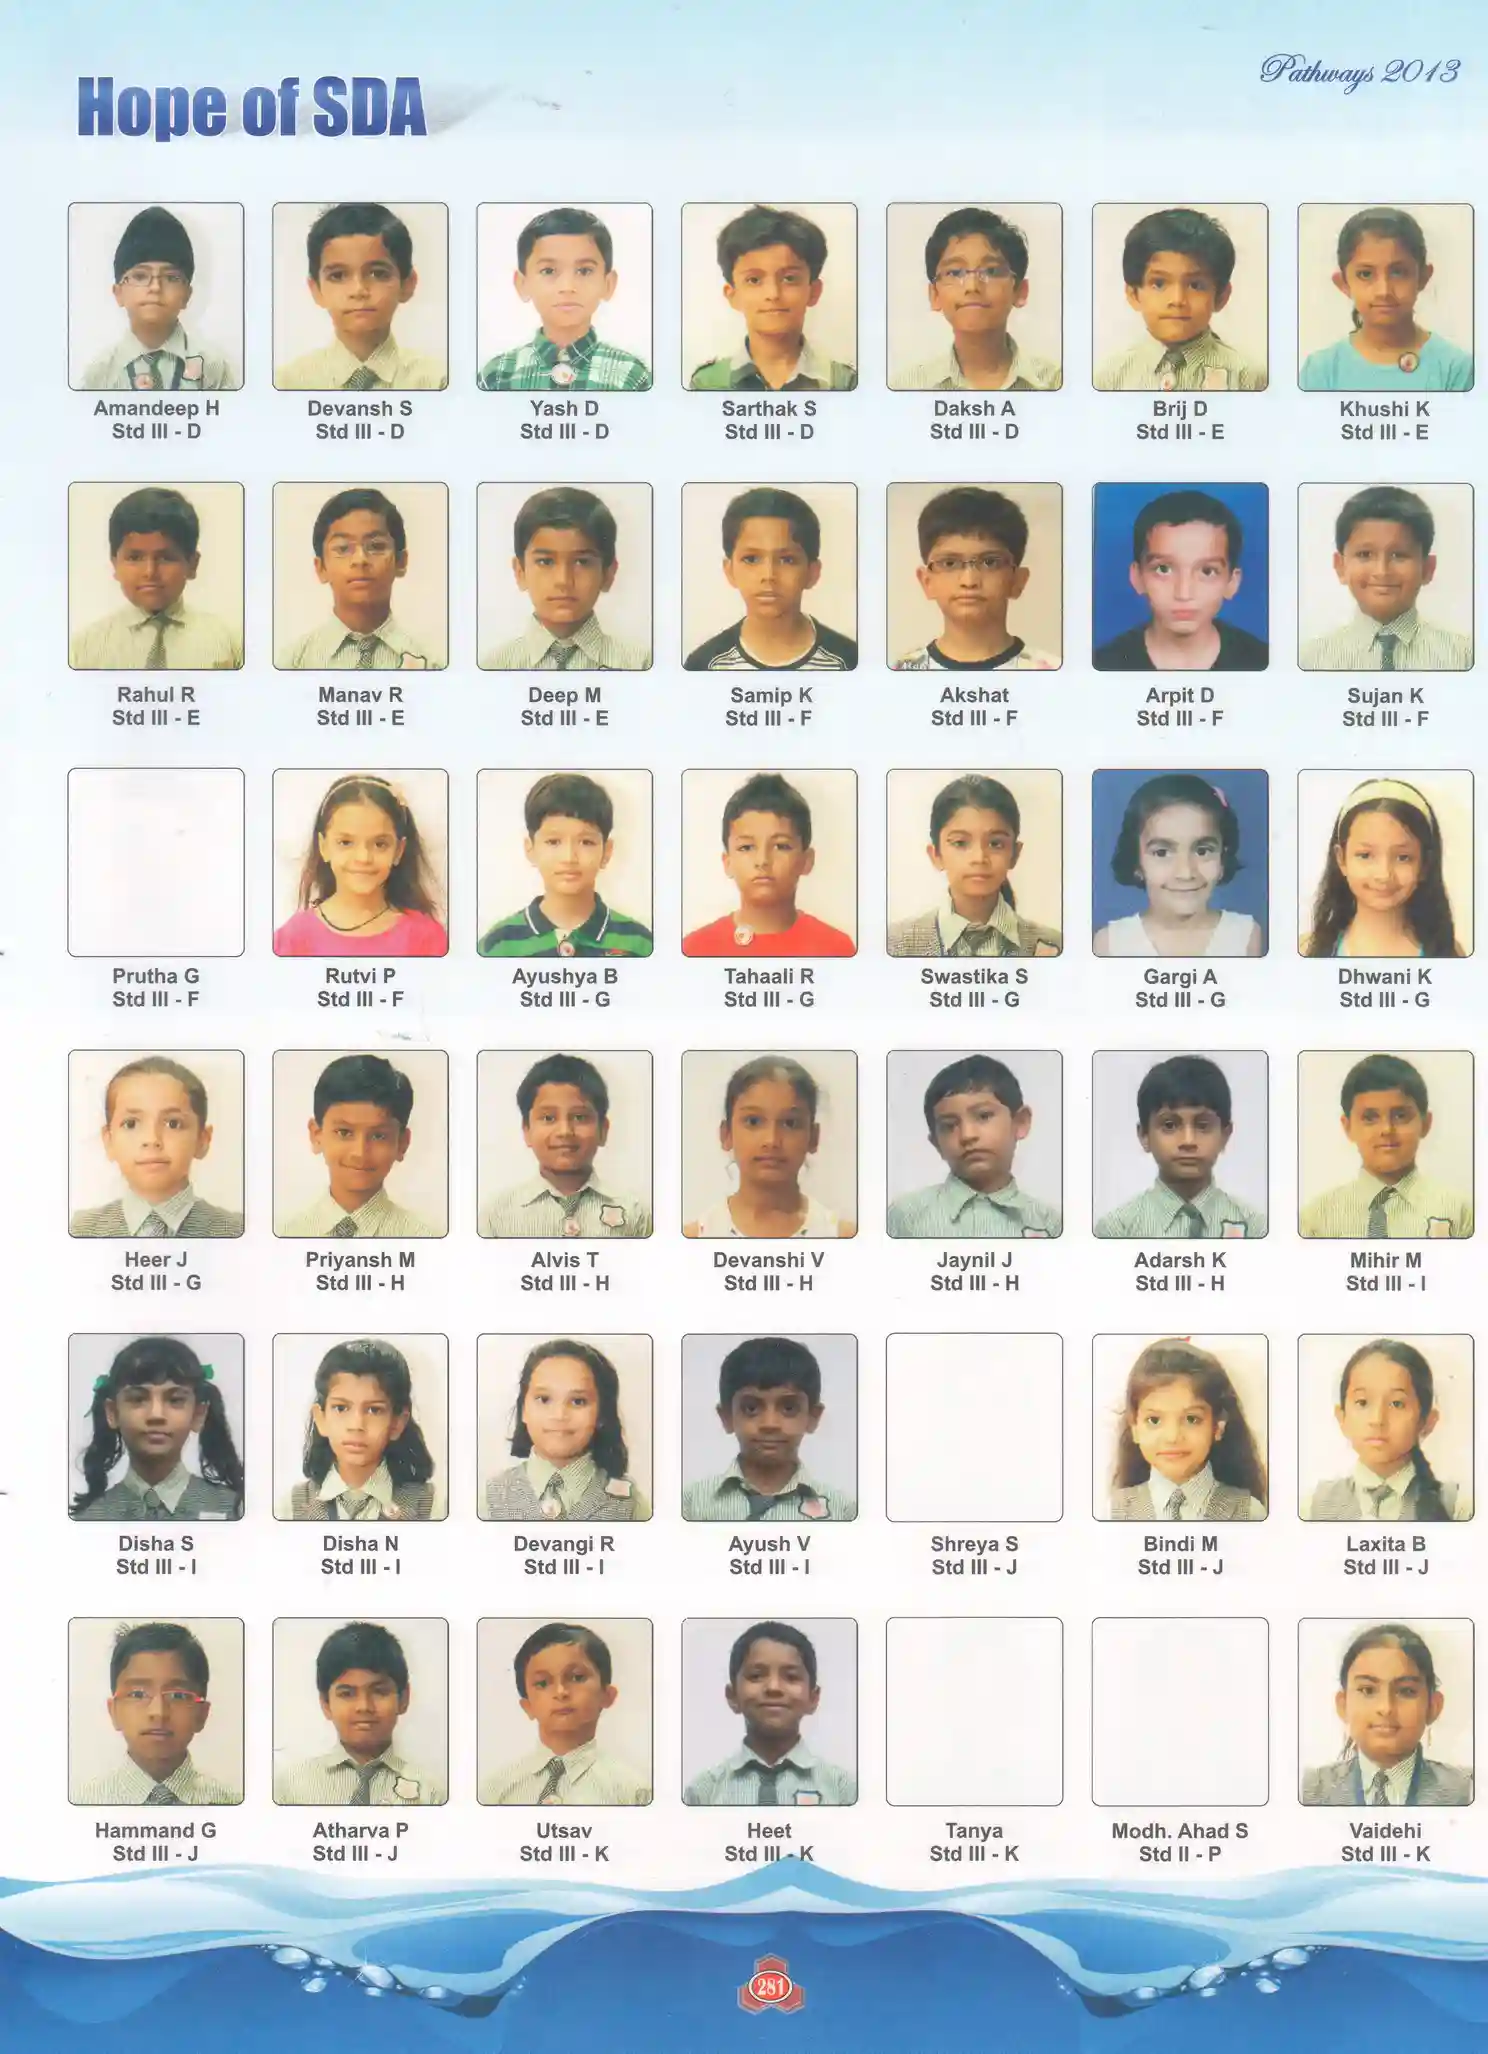 Pathways 2013
Hope of SDA
Amandeep H
Std III - D
Devansh S
Std III - D
Yash D
Std III - D
Sarthak S
Std III - D
Daksh A
Std III - D
Brij D
Std III - E
Khushi K
Std III - E
Rahul R
Std III - E
Manav R
Std III - E
Deep M
Std III - E
Samip K
Std III - F
Akshat
Std III - F
Arpit D
Std III - F
Sujan K
Std III - F
Prutha G
Std III - F
Rutvi P
Std III - F
Ayushya B
Std III - G
Tahaali R
Std III - G
Swastika S
Std III - G
Gargi A
Std III - G
Dhwani K
Std III - G
Heer J
Std III - G
Priyansh M
Std III - H
Alvis T
Std III - H
Devanshi V
Std III - H
Jaynil J
Std III - H
Adarsh K
Std III - H
Mihir M
Std III - I
Disha S
Std III - I
Disha N
Std III - I
Devangi R
Std III - I
Ayush V
Std III - I
Shreya S
Std III - J
Bindi M
Std III - J
Laxita B
Std III - J
Hammand G
Std III - J
Atharva P
Std III - J
Utsav
Std III - K
Heet
Std III - K
Tanya
Std III - K
Modh. Ahad S
Std II - P
Vaidehi
Std III - K
281